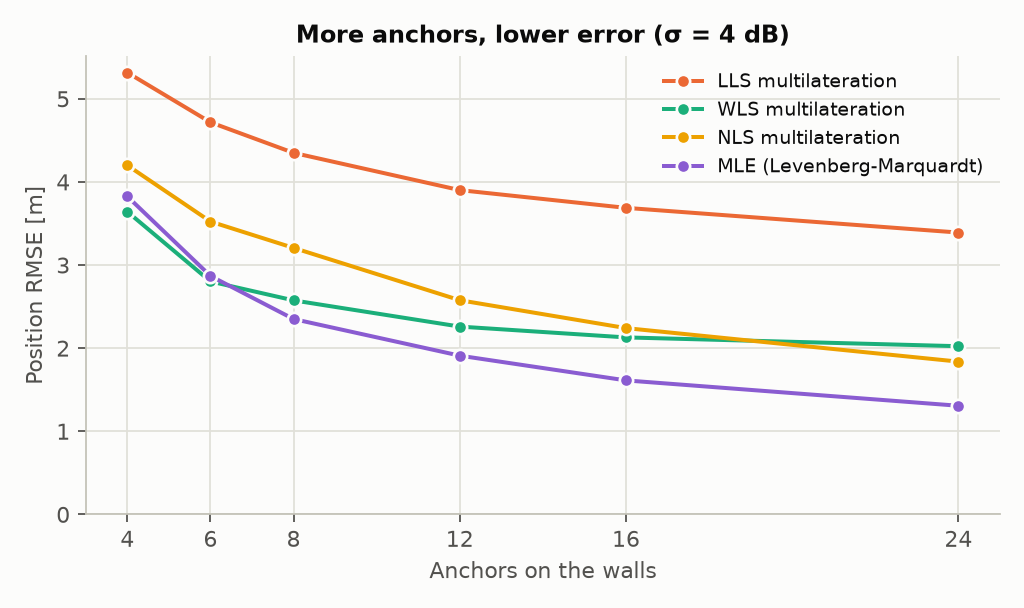 More anchors, lower error (σ = 4 dB)
LLS multilateration
WLS multilateration
NLS multilateration
MLE (Levenberg-Marquardt)
Position RMSE [m]
5
4
3
2
1
0
4 6 8 12 16 24
Anchors on the walls